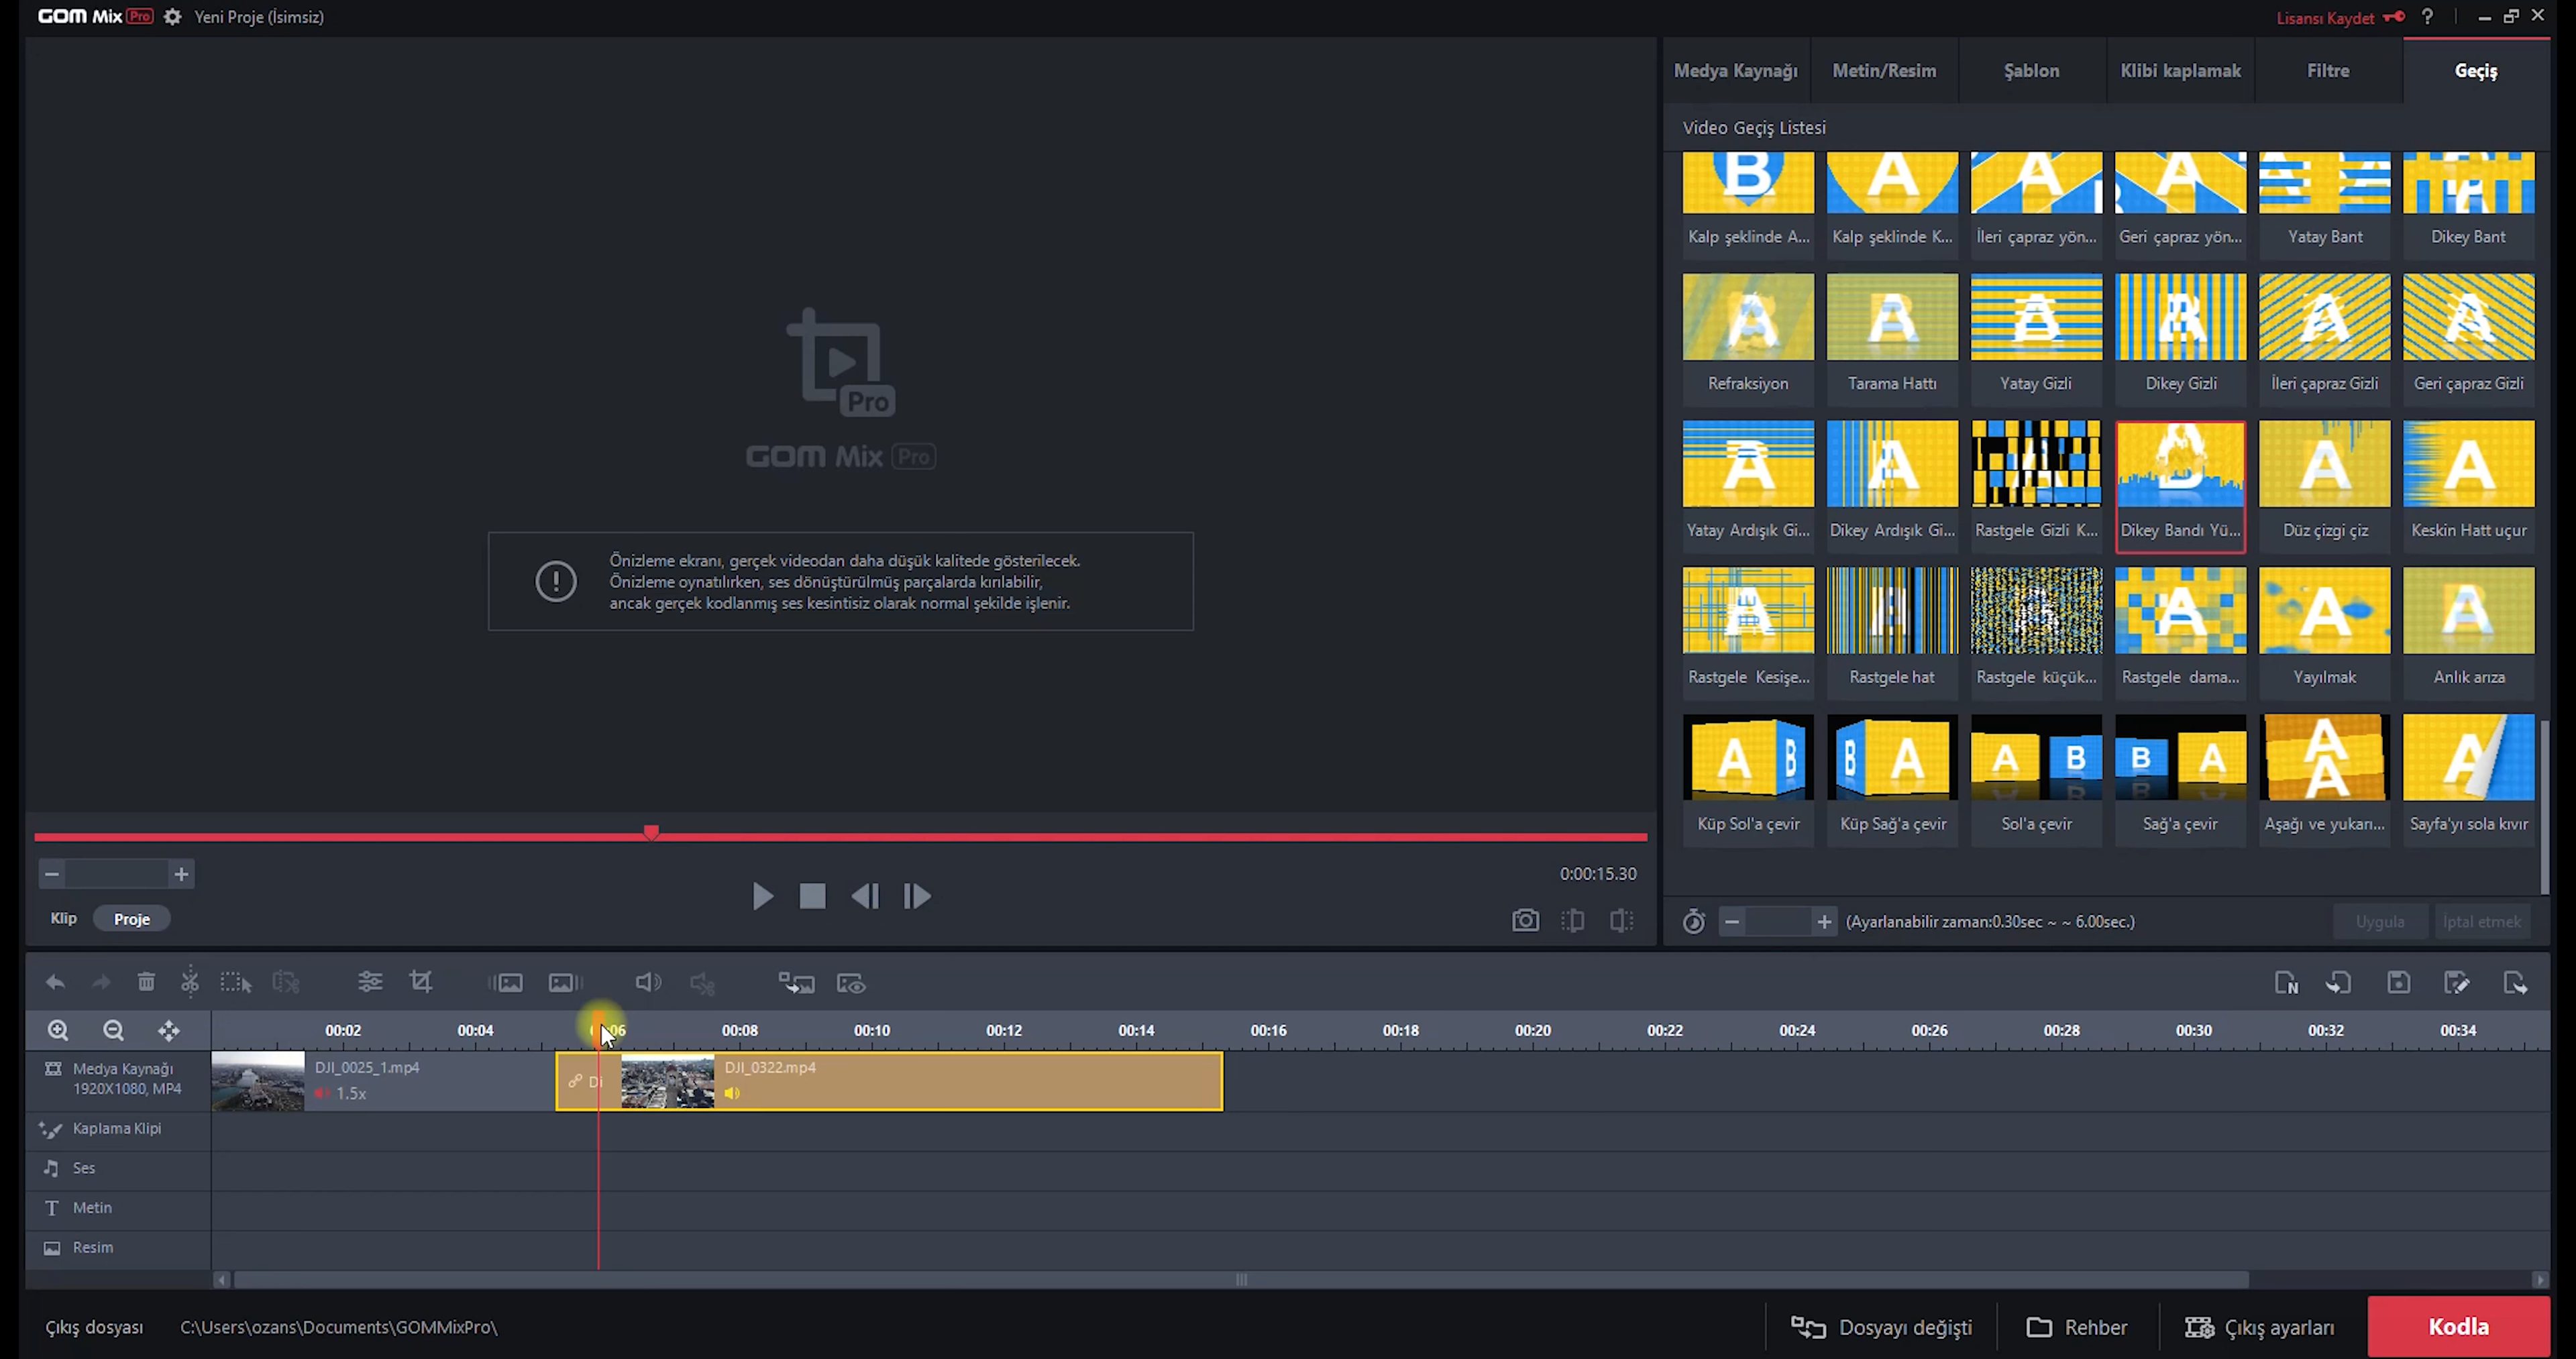 GOM Mix Pro Yeni Proje (İsimsiz)
Lisansı Kaydet
Medya Kaynağı Metin/Resim Şablon Klibi kaplamak Filtre Geçiş
Video Geçiş Listesi
Kalp şeklinde A... Kalp şeklinde K... İleri çapraz yön... Geri çapraz yön... Yatay Bant Dikey Bant
Refraksiyon Tarama Hattı Yatay Gizli Dikey Gizli İleri çapraz Gizli Geri çapraz Gizli
Yatay Ardışık Gi... Dikey Ardışık Gi... Rastgele Gizli K... Dikey Bandı Yü... Düz çizgi çiz Keskin Hatt uçur
Rastgele Kesişe... Rastgele hat Rastgele küçük... Rastgele dama... Yayılmak Anlık arıza
Küp Sol'a çevir Küp Sağ'a çevir Sol'a çevir Sağ'a çevir Aşağı ve yukarı... Sayfa'yı sola kıvır
(Ayarlanabilir zaman:0.30sec ~ ~ 6.00sec.) Uygula İptal etmek
Pro
GOM Mix Pro
Önizleme ekranı, gerçek videodan daha düşük kalitede gösterilecek.
Önizleme oynatılırken, ses dönüştürülmüş parçalarda kırılabilir,
ancak gerçek kodlanmış ses kesintisiz olarak normal şekilde işlenir.
0:00:15.30
Klip Proje
00:02 00:04 00:08 00:10 00:12 00:14 00:16 00:18 00:20 00:22 00:24 00:26 00:28 00:30 00:32 00:34
Medya Kaynağı
1920X1080, MP4
DJI_0025_1.mp4
1.5x
Di
DJI_0322.mp4
Kaplama Klipi
Ses
Metin
Resim
Çıkış dosyası C:\Users\ozans\Documents\GOMMixPro\
Dosyayı değişti Rehber Çıkış ayarları Kodla